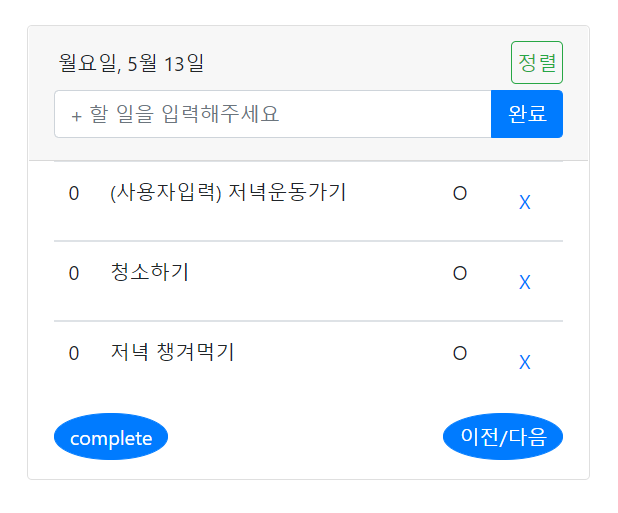 월요일, 5월 13일 정렬
+ 할 일을 입력해주세요 완료
0 (사용자입력) 저녁운동가기 O X
0 청소하기 O X
0 저녁 챙겨먹기 O X
complete 이전/다음